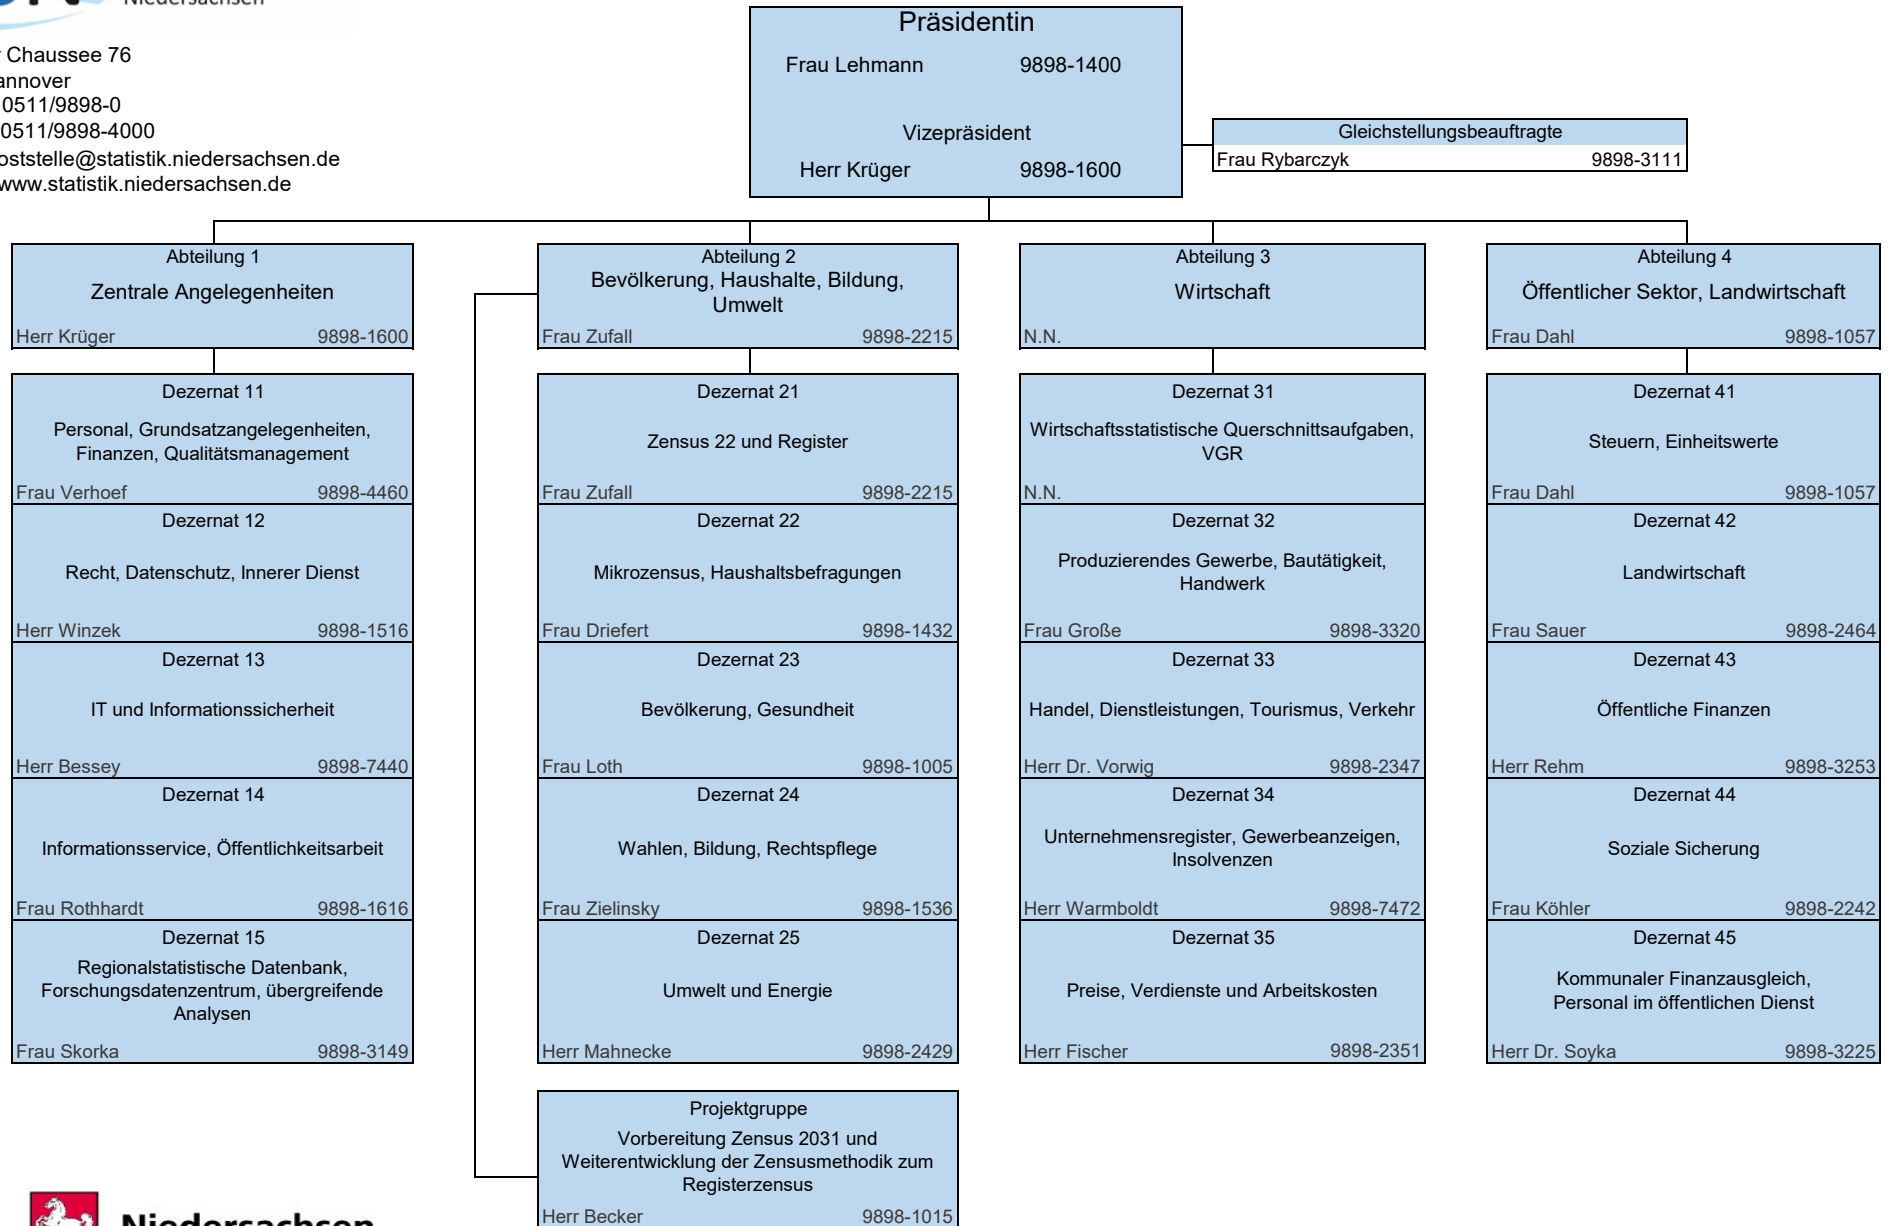 Niedersachsen
Chaussee 76
0511/9898-0
0511/9898-4000
oststelle@statistik.niedersachsen.de
www.statistik.niedersachsen.de
Präsidentin
Frau Lehmann 9898-1400
Vizepräsident
Herr Krüger 9898-1600
Gleichstellungsbeauftragte
Frau Rybarczyk 9898-3111
Abteilung 1
Zentrale Angelegenheiten
Herr Krüger 9898-1600
Dezernat 11
Personal, Grundsatzangelegenheiten,
Finanzen, Qualitätsmanagement
Frau Verhoef 9898-4460
Dezernat 12
Recht, Datenschutz, Innerer Dienst
Herr Winzek 9898-1516
Dezernat 13
IT und Informationssicherheit
Herr Bessey 9898-7440
Dezernat 14
Informationsservice, Öffentlichkeitsarbeit
Frau Rothhardt 9898-1616
Dezernat 15
Regionalstatistische Datenbank,
Forschungsdatenzentrum, übergreifende
Analysen
Frau Skorka 9898-3149
Abteilung 2
Bevölkerung, Haushalte, Bildung,
Umwelt
Frau Zufall 9898-2215
Dezernat 21
Zensus 22 und Register
Frau Zufall 9898-2215
Dezernat 22
Mikrozensus, Haushaltsbefragungen
Frau Driefert 9898-1432
Dezernat 23
Bevölkerung, Gesundheit
Frau Loth 9898-1005
Dezernat 24
Wahlen, Bildung, Rechtspflege
Frau Zielinsky 9898-1536
Dezernat 25
Umwelt und Energie
Herr Mahnecke 9898-2429
Projektgruppe
Vorbereitung Zensus 2031 und
Weiterentwicklung der Zensusmethodik zum
Registerzensus
Herr Becker 9898-1015
Abteilung 3
Wirtschaft
N.N.
Dezernat 31
Wirtschaftsstatistische Querschnittsaufgaben,
VGR
N.N.
Dezernat 32
Produzierendes Gewerbe, Bautätigkeit,
Handwerk
Frau Große 9898-3320
Dezernat 33
Handel, Dienstleistungen, Tourismus, Verkehr
Herr Dr. Vorwig 9898-2347
Dezernat 34
Unternehmensregister, Gewerbeanzeigen,
Insolvenzen
Herr Warmboldt 9898-7472
Dezernat 35
Preise, Verdienste und Arbeitskosten
Herr Fischer 9898-2351
Abteilung 4
Öffentlicher Sektor, Landwirtschaft
Frau Dahl 9898-1057
Dezernat 41
Steuern, Einheitswerte
Frau Dahl 9898-1057
Dezernat 42
Landwirtschaft
Frau Sauer 9898-2464
Dezernat 43
Öffentliche Finanzen
Herr Rehm 9898-3253
Dezernat 44
Soziale Sicherung
Frau Köhler 9898-2242
Dezernat 45
Kommunaler Finanzausgleich,
Personal im öffentlichen Dienst
Herr Dr. Soyka 9898-3225
Niedersachsen